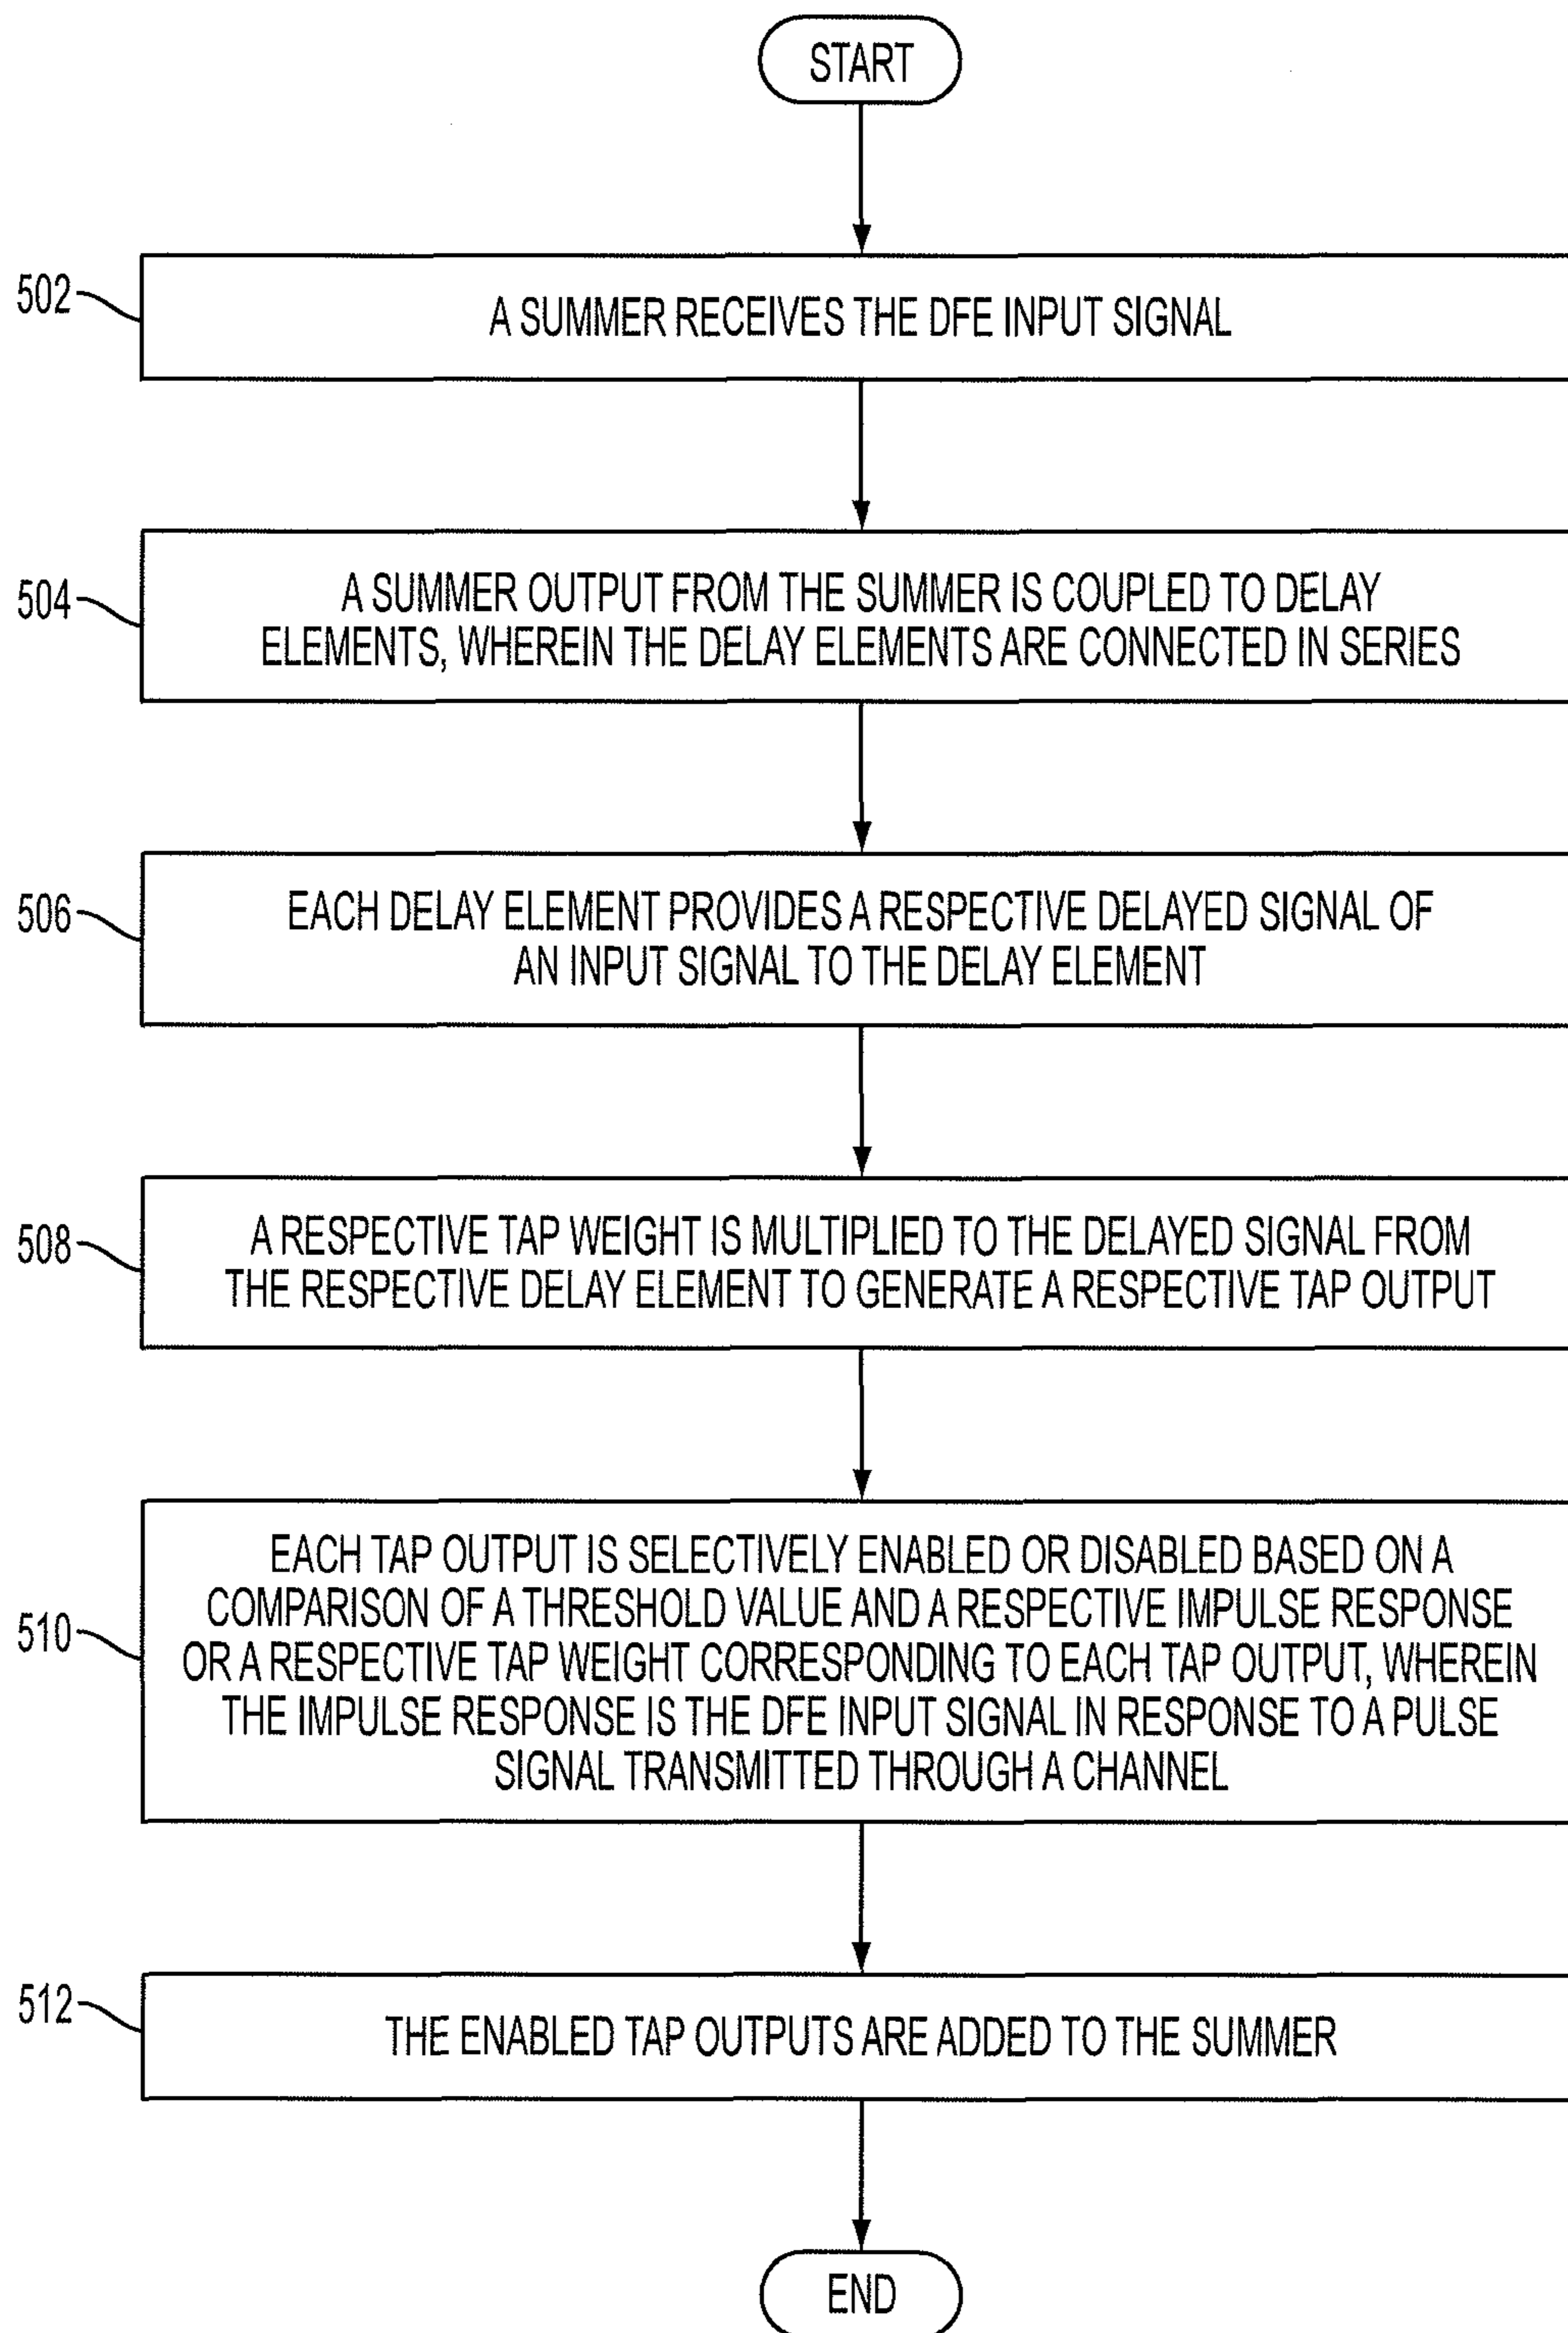 START
502
A SUMMER RECEIVES THE DFE INPUT SIGNAL
504
A SUMMER OUTPUT FROM THE SUMMER IS COUPLED TO DELAY
ELEMENTS, WHEREIN THE DELAY ELEMENTS ARE CONNECTED IN SERIES
506
EACH DELAY ELEMENT PROVIDES A RESPECTIVE DELAYED SIGNAL OF
AN INPUT SIGNAL TO THE DELAY ELEMENT
508
A RESPECTIVE TAP WEIGHT IS MULTIPLIED TO THE DELAYED SIGNAL FROM
THE RESPECTIVE DELAY ELEMENT TO GENERATE A RESPECTIVE TAP OUTPUT
510
EACH TAP OUTPUT IS SELECTIVELY ENABLED OR DISABLED BASED ON A
COMPARISON OF A THRESHOLD VALUE AND A RESPECTIVE IMPULSE RESPONSE
OR A RESPECTIVE TAP WEIGHT CORRESPONDING TO EACH TAP OUTPUT, WHEREIN
THE IMPULSE RESPONSE IS THE DFE INPUT SIGNAL IN RESPONSE TO A PULSE
SIGNAL TRANSMITTED THROUGH A CHANNEL
512
THE ENABLED TAP OUTPUTS ARE ADDED TO THE SUMMER
END